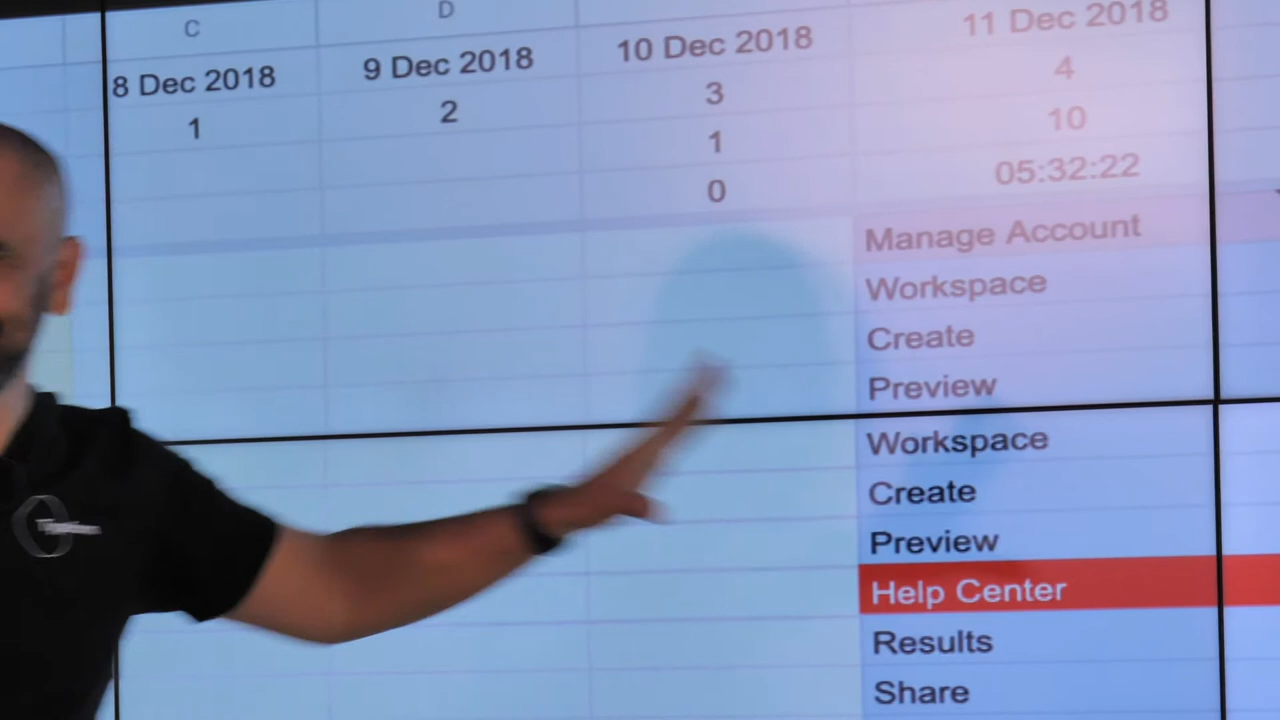 C D
8 Dec 2018 9 Dec 2018 10 Dec 2018 11 Dec 2018
1 2 3 4
1 10
0 05:32:22
Manage Account
Workspace
Create
Preview
Workspace
Create
Preview
Help Center
Results
Share